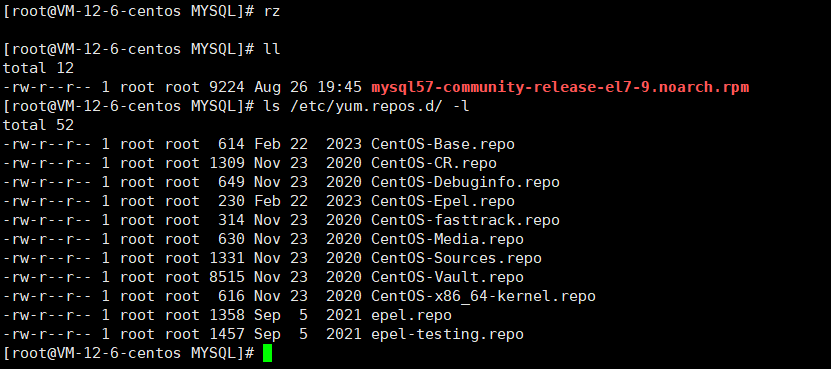 [root@VM-12-6-centos MYSQL]# rz
[root@VM-12-6-centos MYSQL]# ll
total 12
-rw-r--r-- 1 root root 9224 Aug 26 19:45 mysql57-community-release-el7-9.noarch.rpm
[root@VM-12-6-centos MYSQL]# ls /etc/yum.repos.d/ -l
total 52
-rw-r--r-- 1 root root  614 Feb 22  2023 CentOS-Base.repo
-rw-r--r-- 1 root root 1309 Nov 23  2020 CentOS-CR.repo
-rw-r--r-- 1 root root  649 Nov 23  2020 CentOS-Debuginfo.repo
-rw-r--r-- 1 root root  230 Feb 22  2023 CentOS-Epel.repo
-rw-r--r-- 1 root root  314 Nov 23  2020 CentOS-fasttrack.repo
-rw-r--r-- 1 root root  630 Nov 23  2020 CentOS-Media.repo
-rw-r--r-- 1 root root 1331 Nov 23  2020 CentOS-Sources.repo
-rw-r--r-- 1 root root 8515 Nov 23  2020 CentOS-Vault.repo
-rw-r--r-- 1 root root  616 Nov 23  2020 CentOS-x86_64-kernel.repo
-rw-r--r-- 1 root root 1358 Sep  5  2021 epel.repo
-rw-r--r-- 1 root root 1457 Sep  5  2021 epel-testing.repo
[root@VM-12-6-centos MYSQL]#